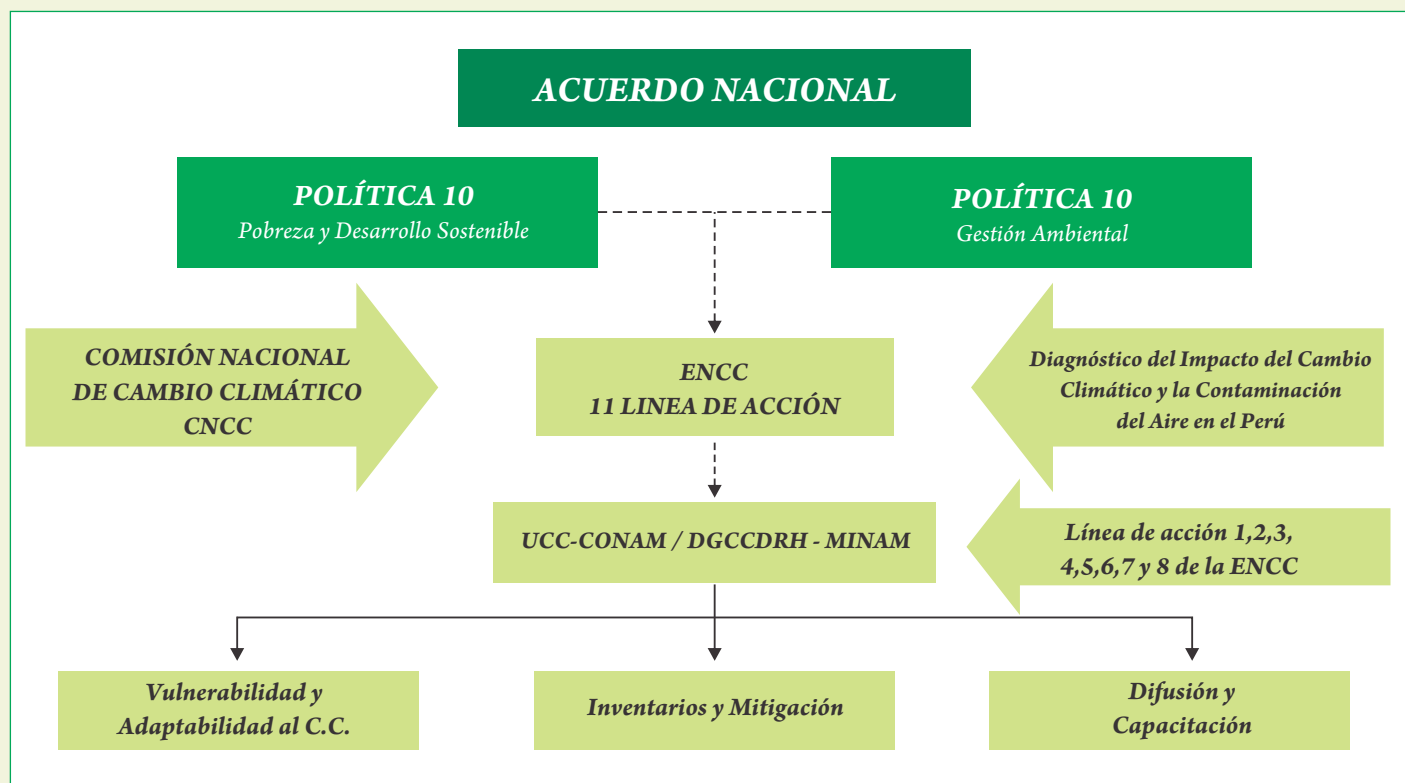 ACUERDO NACIONAL
POLÍTICA 10
Pobreza y Desarrollo Sostenible
POLÍTICA 10
Gestión Ambiental
COMISIÓN NACIONAL
DE CAMBIO CLIMÁTICO
CNCC
ENCC
11 LINEA DE ACCIÓN
Diagnóstico del Impacto del Cambio
Climático y la Contaminación
del Aire en el Perú
UCC-CONAM / DGCCDRH - MINAM
Línea de acción 1,2,3,
4,5,6,7 y 8 de la ENCC
Vulnerabilidad y
Adaptabilidad al C.C.
Inventarios y Mitigación
Difusión y
Capacitación